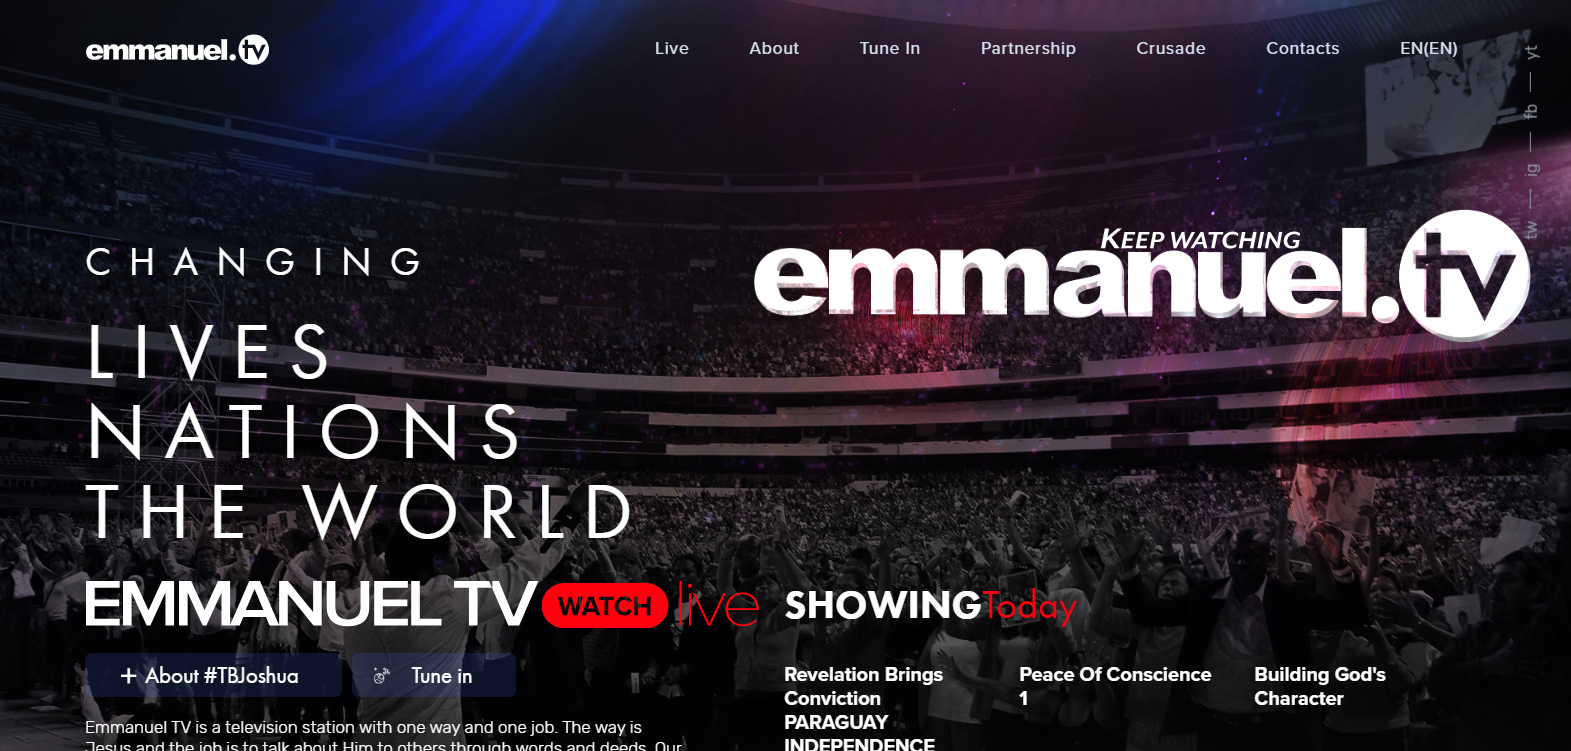 emmanuel.tv
Live About Tune In Partnership Crusade Contacts EN(EN)
yt — fb — ig — tw
KEEP WATCHING
emmanuel.tv
CHANGING
LIVES
NATIONS
THE WORLD
EMMANUEL TV WATCH live
+ About #TBJoshua Tune in
Emmanuel TV is a television station with one way and one job. The way is
Jesus and the job is to talk about Him to others through words and deeds. Our
SHOWINGToday
Revelation Brings
Conviction
PARAGUAY
INDEPENDENCE
Peace Of Conscience
1
Building God's
Character